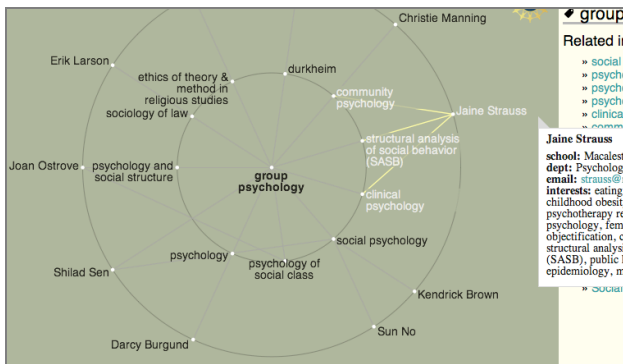 Christie Manning
group
Related in
Erik Larson
durkheim
ethics of theory &
method in
religious studies
sociology of law
community
psychology
Jaine Strauss
structural analysis
of social behavior
(SASB)
Joan Ostrove
psychology and
social structure
group
psychology
clinical
psychology
social psychology
psychology
psychology of
social class
Shilad Sen
Kendrick Brown
Sun No
Darcy Burgund
» social
» psych
» psych
» psych
» clinica
Jaine Strauss
school: Macalest
dept: Psycholog
email: strauss@
interests: eating
childhood obesit
psychotherapy re
psychology, fem
objectification, c
structural analysi
(SASB), public
epidemiology, m
» Social